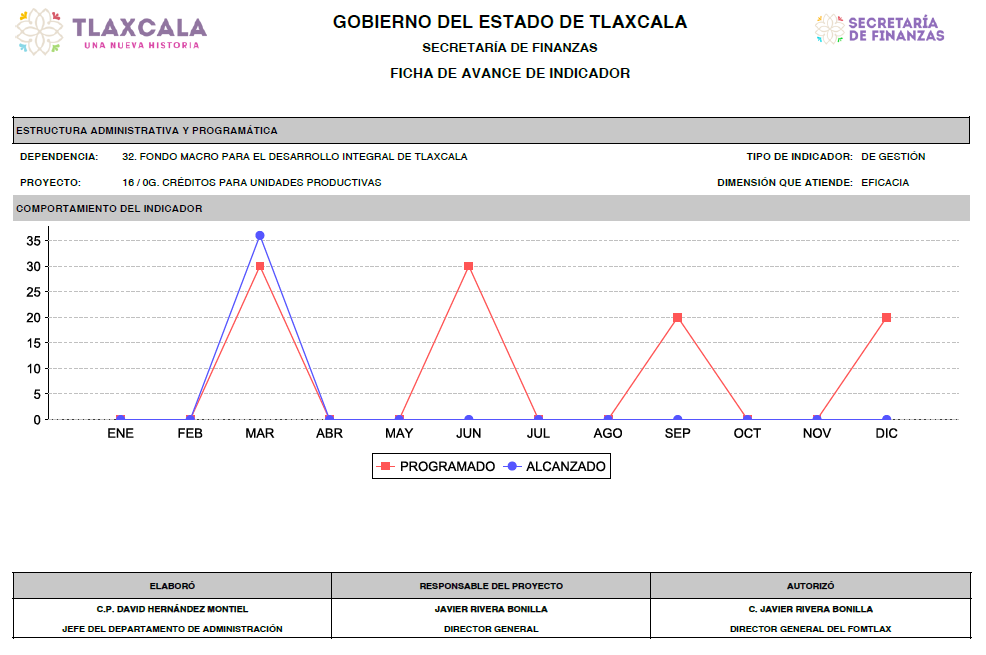 TLAXCALA
UNA NUEVA HISTORIA
GOBIERNO DEL ESTADO DE TLAXCALA
SECRETARÍA DE FINANZAS
FICHA DE AVANCE DE INDICADOR
SECRETARÍA
DE FINANZAS
ESTRUCTURA ADMINISTRATIVA Y PROGRAMÁTICA
DEPENDENCIA: 32. FONDO MACRO PARA EL DESARROLLO INTEGRAL DE TLAXCALA TIPO DE INDICADOR: DE GESTIÓN
PROYECTO: 16 / 0G. CRÉDITOS PARA UNIDADES PRODUCTIVAS DIMENSIÓN QUE ATIENDE: EFICACIA
COMPORTAMIENTO DEL INDICADOR
35
30
25
20
15
10
5
0
ENE FEB MAR ABR MAY JUN JUL AGO SEP OCT NOV DIC
PROGRAMADO ALCANZADO
ELABORÓ RESPONSABLE DEL PROYECTO AUTORIZÓ
C.P. DAVID HERNÁNDEZ MONTIEL JAVIER RIVERA BONILLA C. JAVIER RIVERA BONILLA
JEFE DEL DEPARTAMENTO DE ADMINISTRACIÓN DIRECTOR GENERAL DIRECTOR GENERAL DEL FOMTLAX